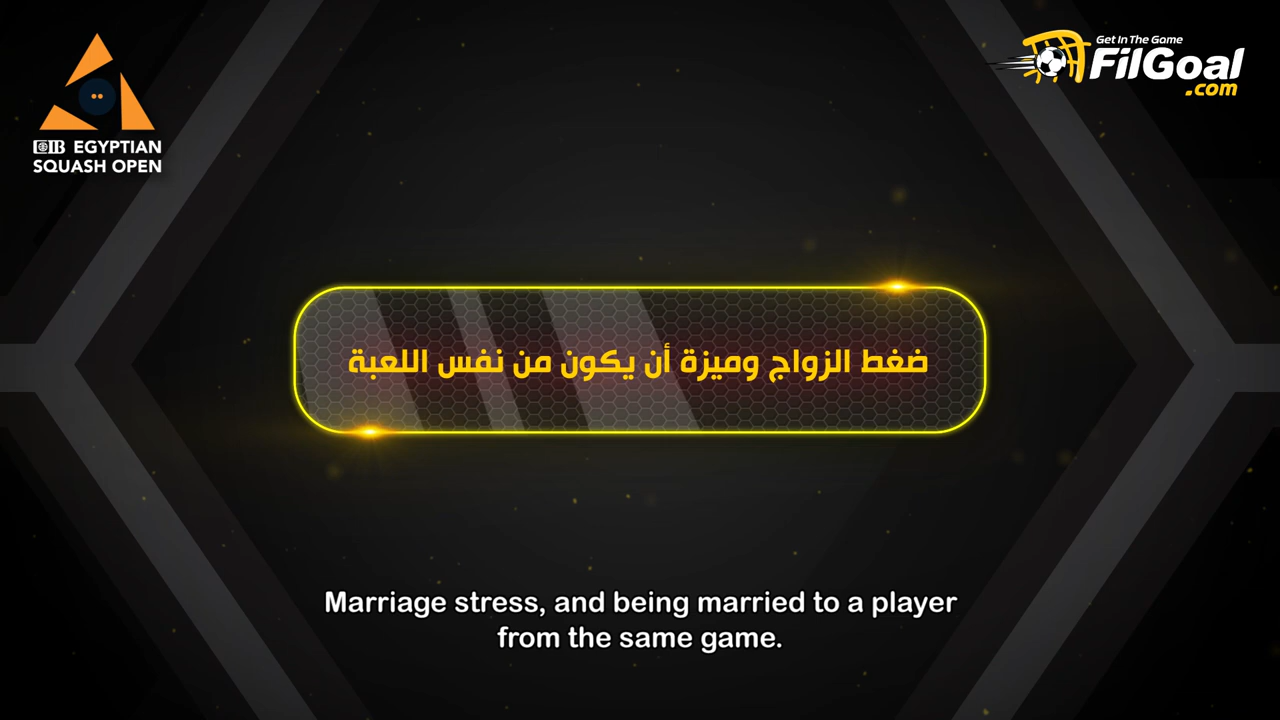 Get In The Game
FilGoal
.com
CIB EGYPTIAN
SQUASH OPEN
ضغط الزواج وميزة أن يكون من نفس اللعبة
Marriage stress, and being married to a player
from the same game.